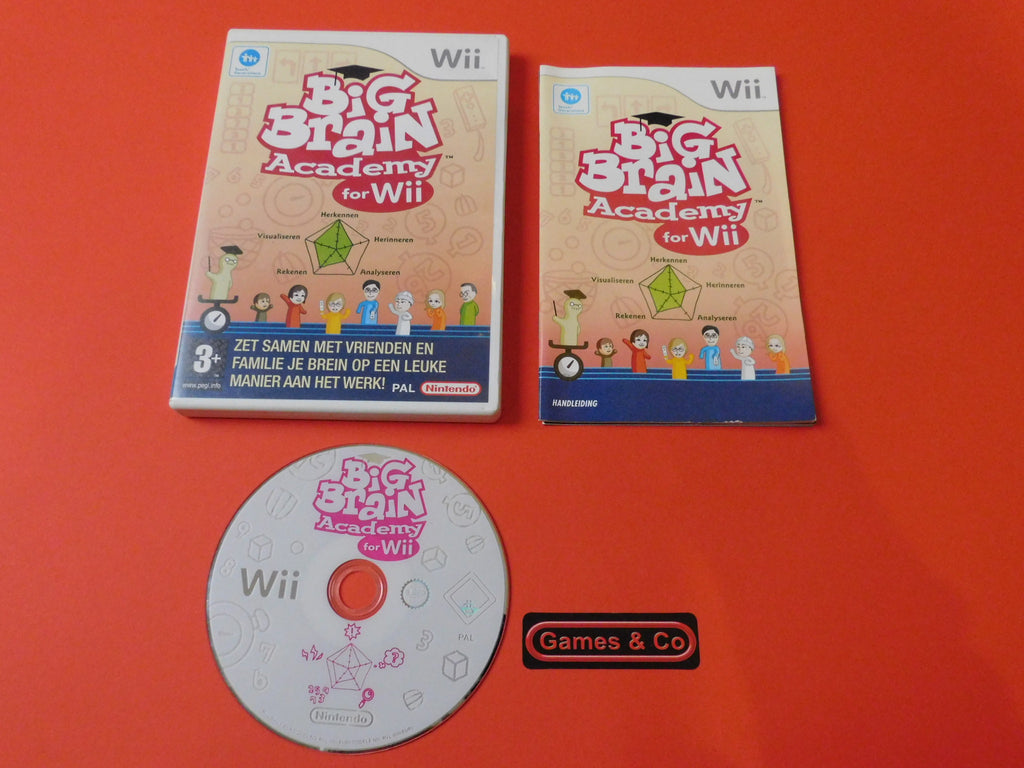 Wii
BiG
BraiN
Academy™
for Wii
Herkennen
Visualiseren
Herinneren
Rekenen
Analyseren
3+
www.pegi.info
ZET SAMEN MET VRIENDEN EN
FAMILIE JE BREIN OP EEN LEUKE
MANIER AAN HET WERK!
PAL
Nintendo
Wii
BiG
BraiN
Academy™
for Wii
Herkennen
Visualiseren
Herinneren
Rekenen
Analyseren
HANDLEIDING
BiG
BraiN
Academy
for Wii
Wii
PAL
Nintendo
Games & Co